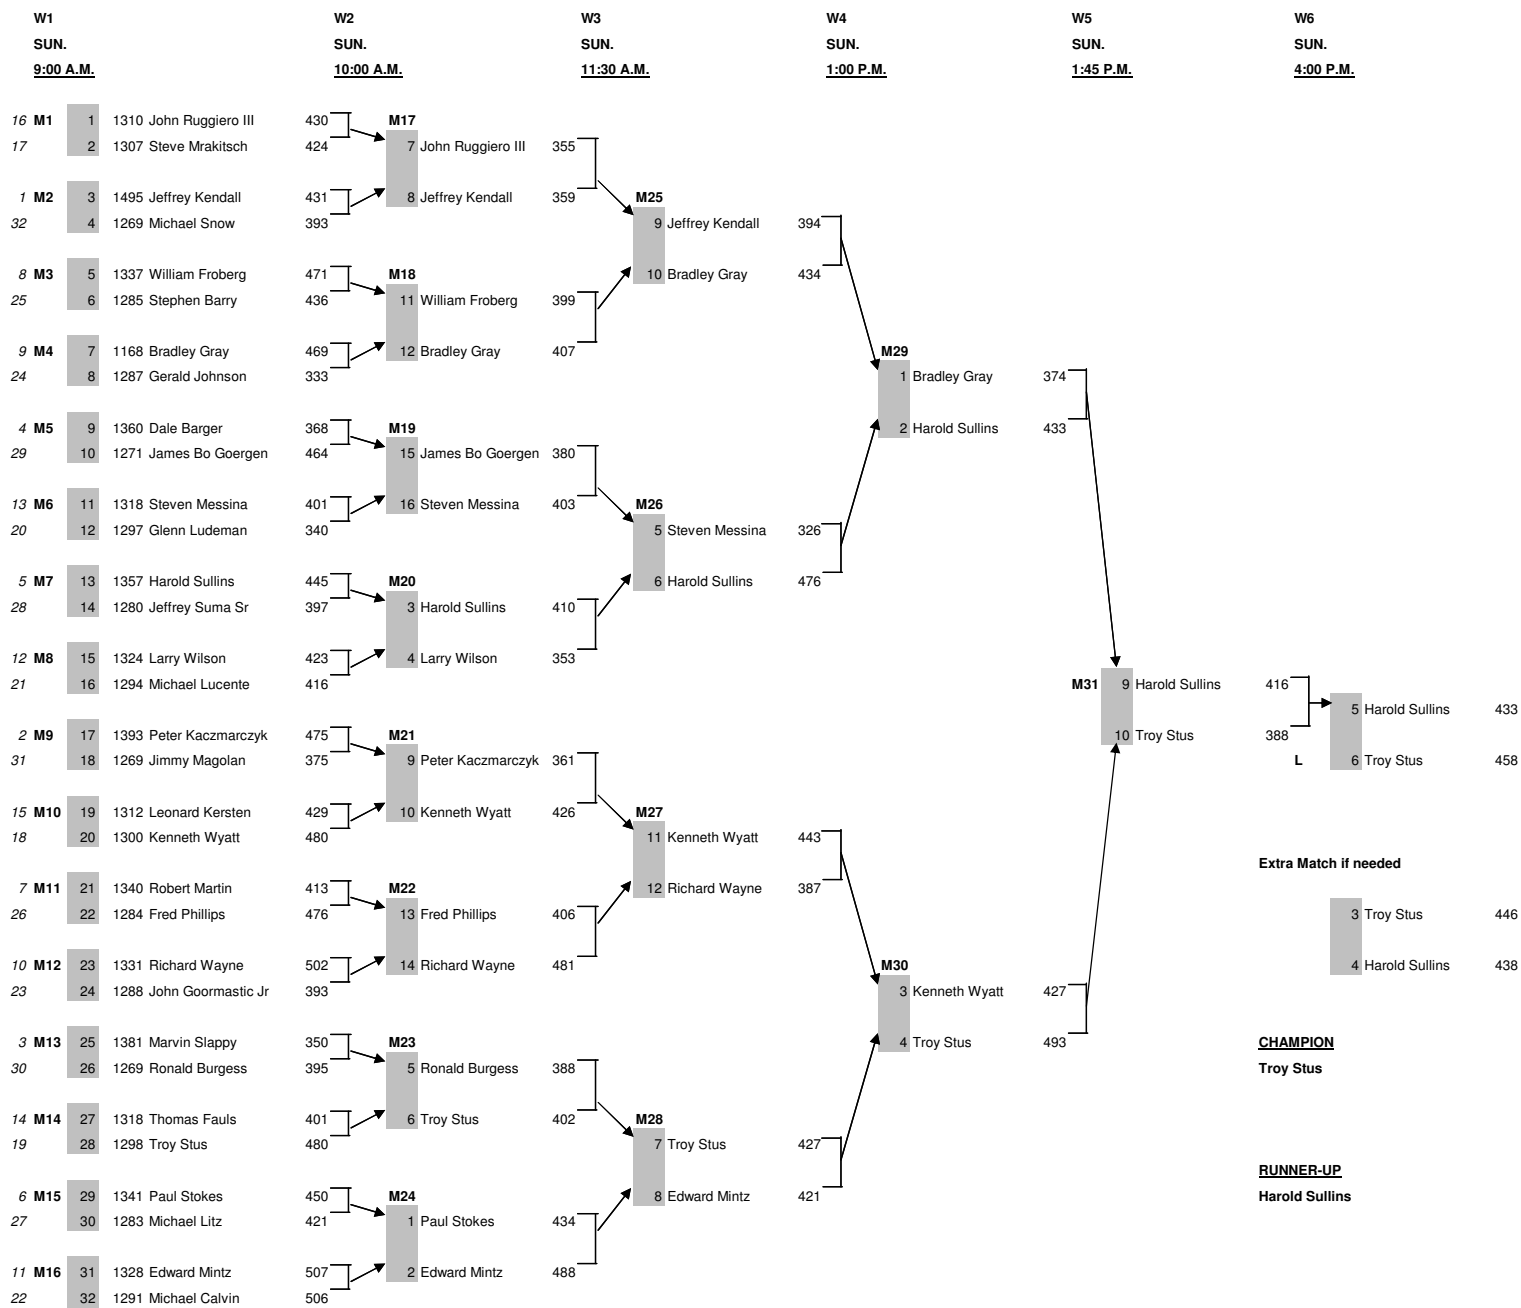 W1 W2 W3 W4 W5 W6
SUN. SUN. SUN. SUN. SUN. SUN.
9:00 A.M. 10:00 A.M. 11:30 A.M. 1:00 P.M. 1:45 P.M. 4:00 P.M.
16 M1 1 1310 John Ruggiero III 430 M17
17 2 1307 Steve Mrakitsch 424 7 John Ruggiero III 355
1 M2 3 1495 Jeffrey Kendall 431 8 Jeffrey Kendall 359 M25
32 4 1269 Michael Snow 393 9 Jeffrey Kendall 394
8 M3 5 1337 William Froberg 471 M18 10 Bradley Gray 434
25 6 1285 Stephen Barry 436 11 William Froberg 399
9 M4 7 1168 Bradley Gray 469 12 Bradley Gray 407 M29
24 8 1287 Gerald Johnson 333 1 Bradley Gray 374
4 M5 9 1360 Dale Barger 368 M19 2 Harold Sullins 433
29 10 1271 James Bo Goergen 464 15 James Bo Goergen 380
13 M6 11 1318 Steven Messina 401 16 Steven Messina 403 M26
20 12 1297 Glenn Ludeman 340 5 Steven Messina 326
5 M7 13 1357 Harold Sullins 445 M20 6 Harold Sullins 476
28 14 1280 Jeffrey Suma Sr 397 3 Harold Sullins 410
12 M8 15 1324 Larry Wilson 423 4 Larry Wilson 353
21 16 1294 Michael Lucente 416 M31 9 Harold Sullins 416
5 Harold Sullins 433
2 M9 17 1393 Peter Kaczmarczyk 475 M21 10 Troy Stus 388
31 18 1269 Jimmy Magolan 375 9 Peter Kaczmarczyk 361 L 6 Troy Stus 458
15 M10 19 1312 Leonard Kersten 429 10 Kenneth Wyatt 426 M27
18 20 1300 Kenneth Wyatt 480 11 Kenneth Wyatt 443
Extra Match if needed
7 M11 21 1340 Robert Martin 413 M22 12 Richard Wayne 387
26 22 1284 Fred Phillips 476 13 Fred Phillips 406 3 Troy Stus 446
10 M12 23 1331 Richard Wayne 502 14 Richard Wayne 481 M30 4 Harold Sullins 438
23 24 1288 John Goormastic Jr 393 3 Kenneth Wyatt 427
3 M13 25 1381 Marvin Slappy 350 M23 4 Troy Stus 493 CHAMPION
30 26 1269 Ronald Burgess 395 5 Ronald Burgess 388 Troy Stus
14 M14 27 1318 Thomas Fauls 401 6 Troy Stus 402 M28
19 28 1298 Troy Stus 480 7 Troy Stus 427
RUNNER-UP
6 M15 29 1341 Paul Stokes 450 M24 8 Edward Mintz 421 Harold Sullins
27 30 1283 Michael Litz 421 1 Paul Stokes 434
11 M16 31 1328 Edward Mintz 507 2 Edward Mintz 488
22 32 1291 Michael Calvin 506